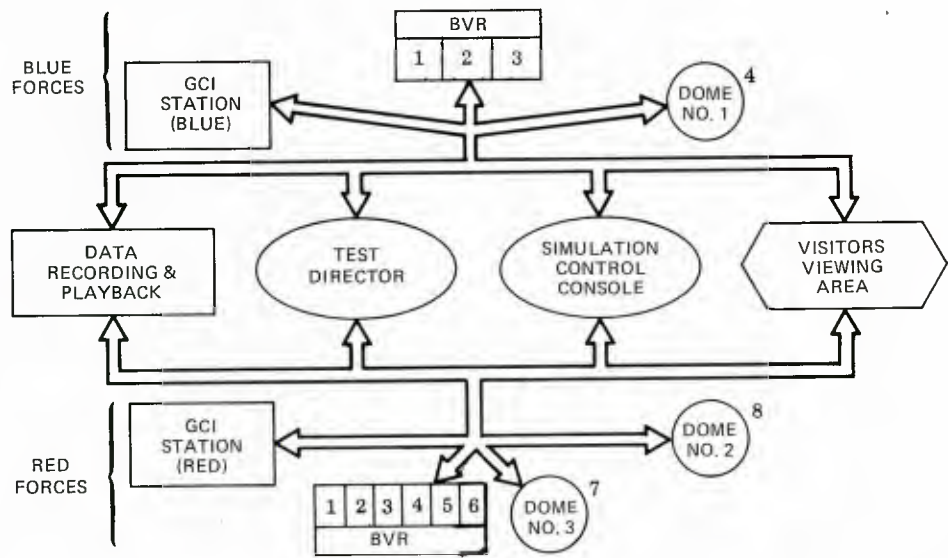 BLUE
FORCES
GCI
STATION
(BLUE)
BVR
1 2 3
DOME
NO. 1
4
DATA
RECORDING &
PLAYBACK
TEST
DIRECTOR
SIMULATION
CONTROL
CONSOLE
VISITORS
VIEWING
AREA
RED
FORCES
GCI
STATION
(RED)
1 2 3 4 5 6
BVR
DOME
NO. 3
7
DOME
NO. 2
8